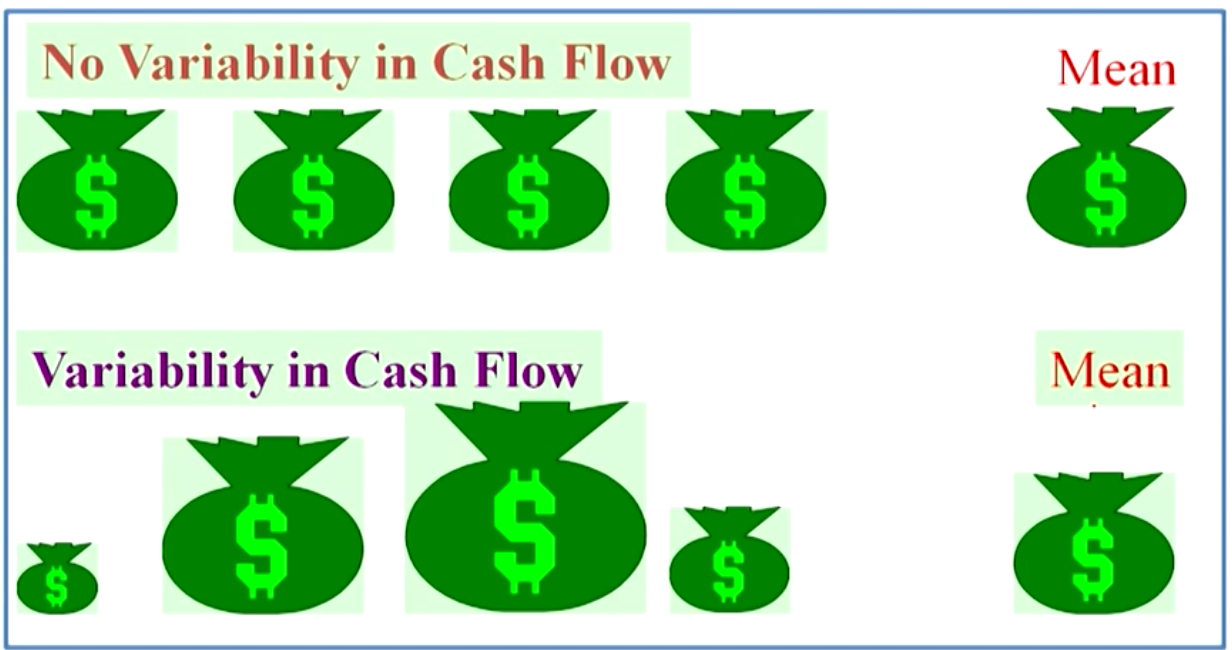 No Variability in Cash Flow
Mean
$ $ $ $ $
Variability in Cash Flow
Mean
$ $ $ $ $